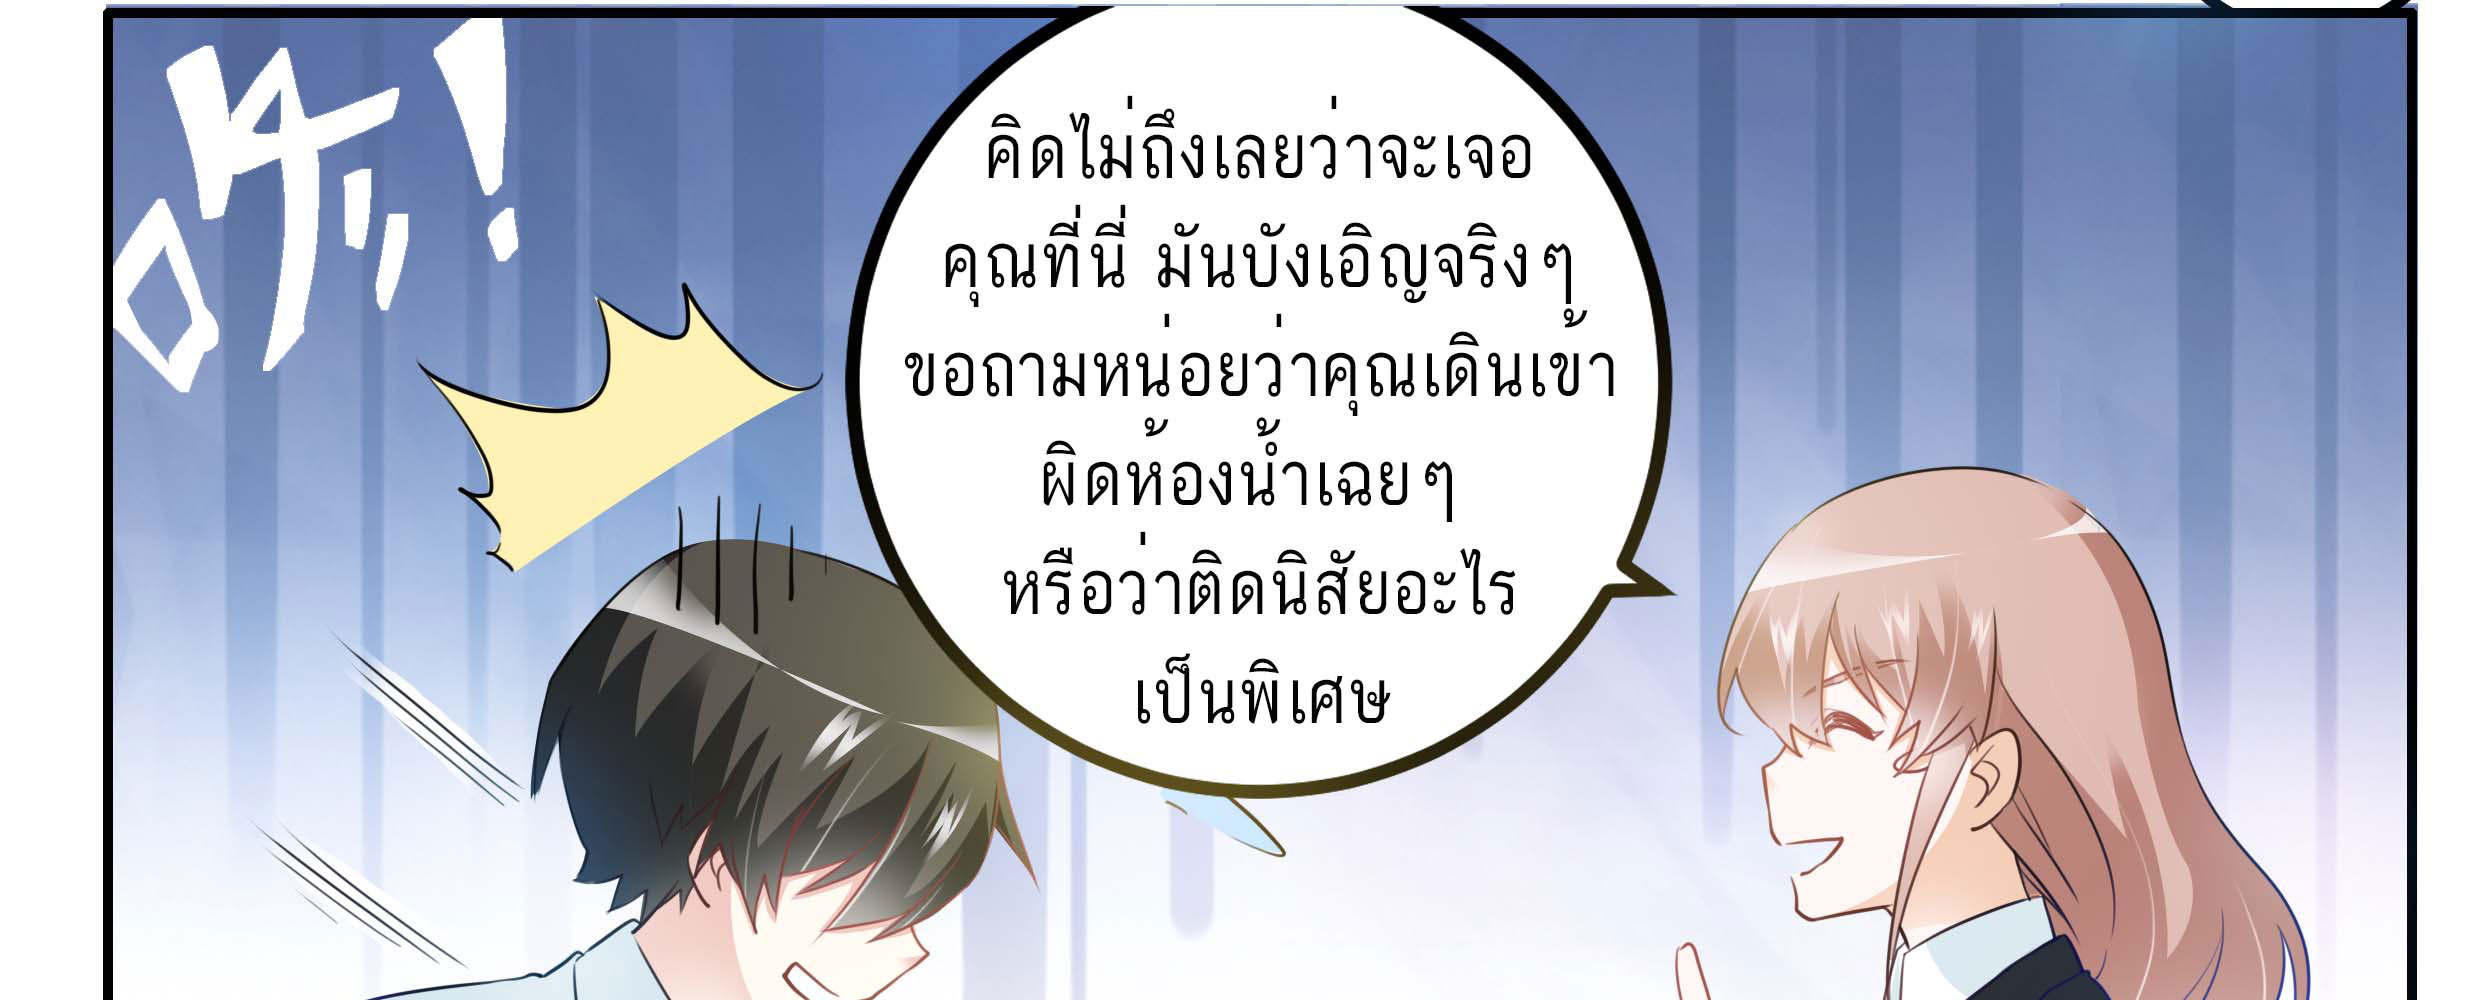 咚!
คิดไม่ถึงเลยว่าจะเจอ
คุณที่นี่ มันบังเอิญจริงๆ
ขอถามหน่อยว่าคุณเดินเข้า
ผิดห้องน้ำเฉยๆ
หรือว่าติดนิสัยอะไร
เป็นพิเศษ